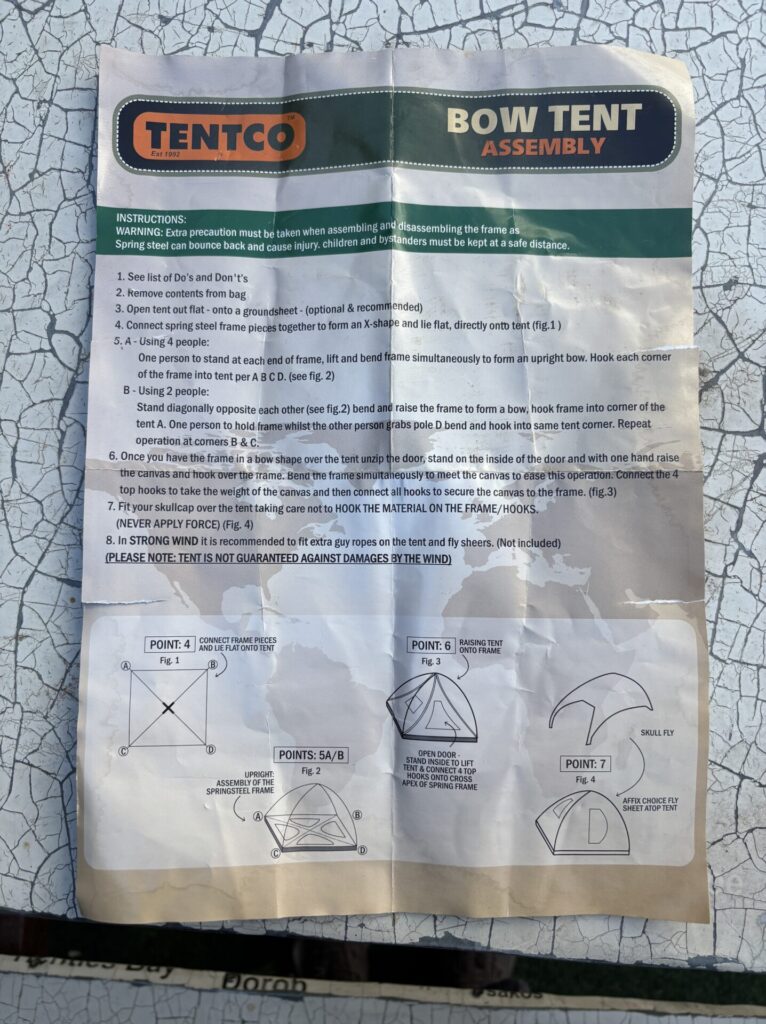 TENTCO
TM
Est 1992
BOW TENT
ASSEMBLY
INSTRUCTIONS:
WARNING: Extra precaution must be taken when assembling and disassembling the frame as
Spring steel can bounce back and cause injury. children and bystanders must be kept at a safe distance.
1. See list of Do's and Don't's
2. Remove contents from bag
3. Open tent out flat - onto a groundsheet - (optional & recommended)
4. Connect spring steel frame pieces together to form an X-shape and lie flat, directly onto tent (fig.1 )
5. A - Using 4 people:
One person to stand at each end of frame, lift and bend frame simultaneously to form an upright bow. Hook each corner
of the frame into tent per A B C D. (see fig. 2)
B - Using 2 people:
Stand diagonally opposite each other (see fig.2) bend and raise the frame to form a bow, hook frame into corner of the
tent A. One person to hold frame whilst the other person grabs pole D bend and hook into same tent corner. Repeat
operation at corners B & C.
6. Once you have the frame in a bow shape over the tent unzip the door, stand on the inside of the door and with one hand raise
the canvas and hook over the frame. Bend the frame simultaneously to meet the canvas to ease this operation. Connect the 4
top hooks to take the weight of the canvas and then connect all hooks to secure the canvas to the frame. (fig.3)
7. Fit your skullcap over the tent taking care not to HOOK THE MATERIAL ON THE FRAME/HOOKS.
(NEVER APPLY FORCE) (Fig. 4)
8. In STRONG WIND it is recommended to fit extra guy ropes on the tent and fly sheers. (Not included)
(PLEASE NOTE: TENT IS NOT GUARANTEED AGAINST DAMAGES BY THE WIND)
POINT: 4
CONNECT FRAME PIECES
AND LIE FLAT ONTO TENT
Fig. 1
A
B
C
D
POINTS: 5A/B
Fig. 2
UPRIGHT:
ASSEMBLY OF THE
SPRINGSTEEL FRAME
A
B
C
D
POINT: 6
RAISING TENT
ONTO FRAME
Fig. 3
OPEN DOOR -
STAND INSIDE TO LIFT
TENT & CONNECT 4 TOP
HOOKS ONTO CROSS
APEX OF SPRING FRAME
SKULL FLY
POINT: 7
Fig. 4
AFFIX CHOICE FLY
SHEET ATOP TENT
Bay
Dorob